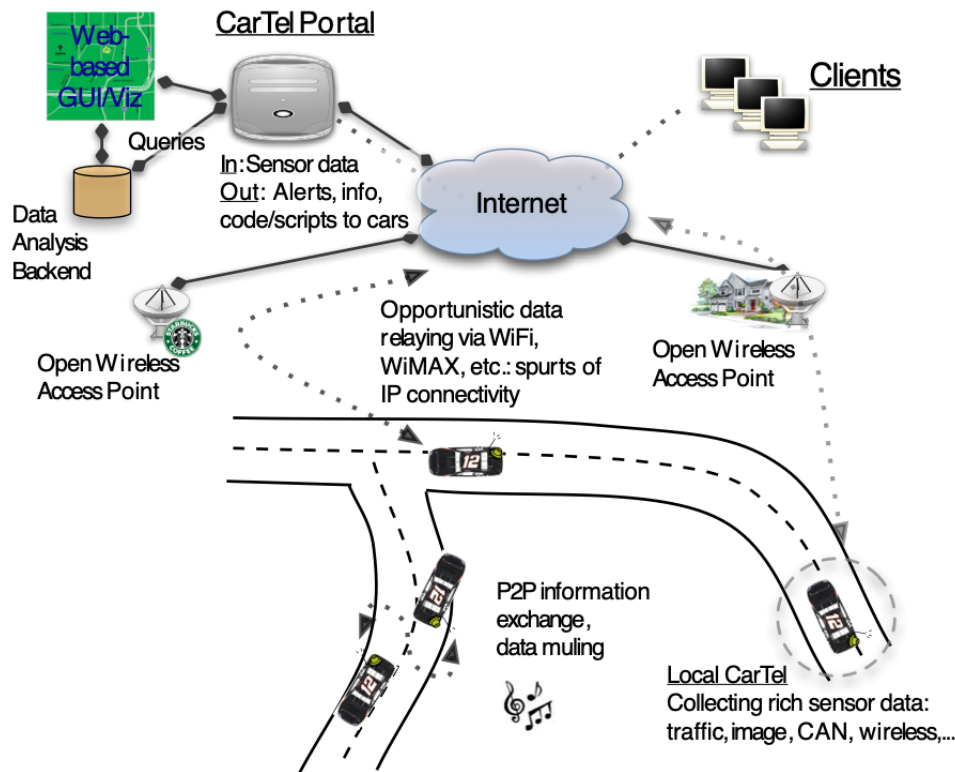 CarTel Portal
Web-
based
GUI/Viz
Clients
Queries
In:Sensor data
Out: Alerts, info,
code/scripts to cars
Internet
Data
Analysis
Backend
STARBUCKS
COFFEE
Open Wireless
Access Point
Opportunistic data
relaying via WiFi,
WiMAX, etc.: spurts of
IP connectivity
Open Wireless
Access Point
12
12
12
12
P2P information
exchange,
data muling
Local CarTel
Collecting rich sensor data:
traffic, image, CAN, wireless,...